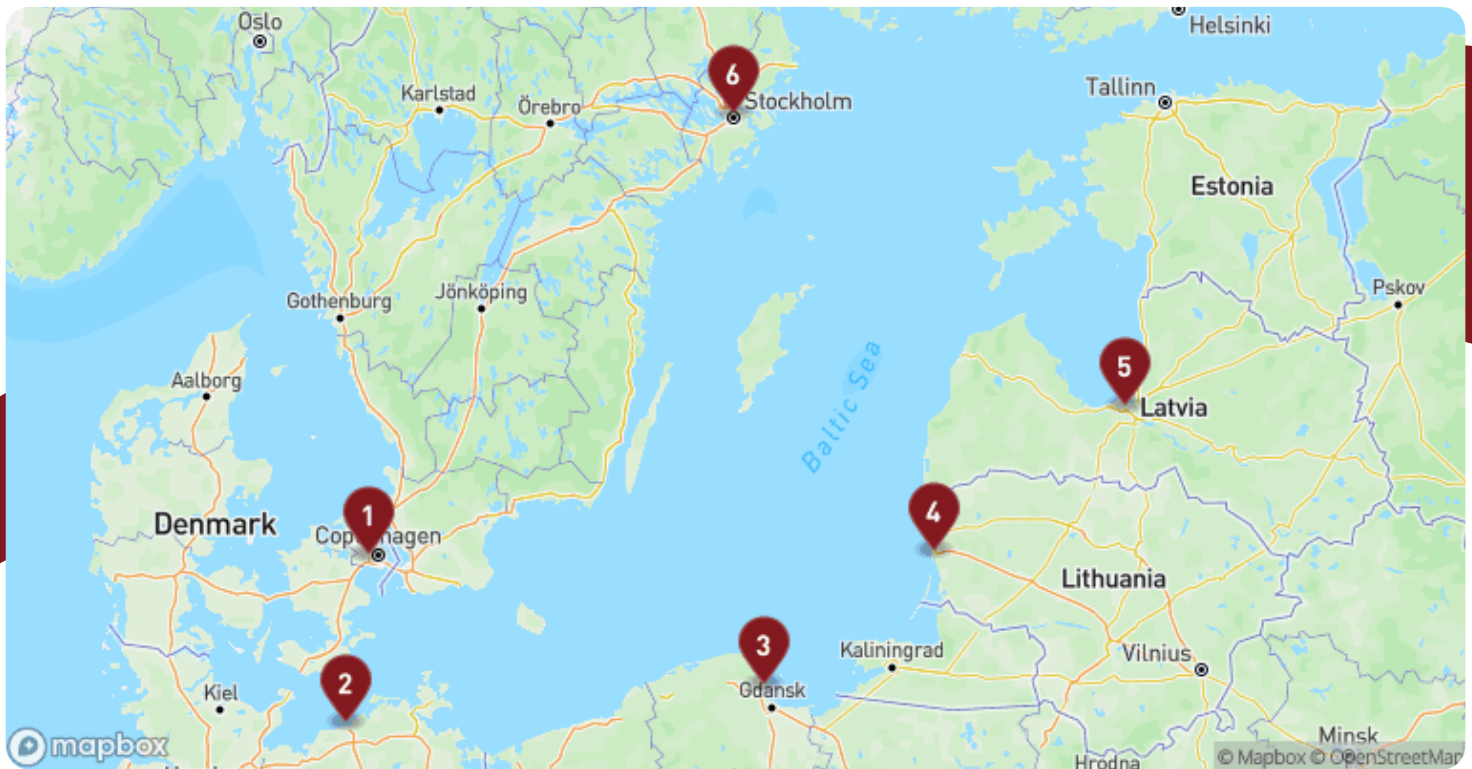 Oslo
Helsinki
6
Stockholm
Karlstad
Örebro
Tallinn
Estonia
Pskov
Gothenburg
Jönköping
Aalborg
Baltic Sea
5
Latvia
1
Copenhagen
Denmark
4
Lithuania
3
Kaliningrad
Vilnius
2
Kiel
Gdansk
Minsk
mapbox
© Mapbox © OpenStreetMap
Hrodna